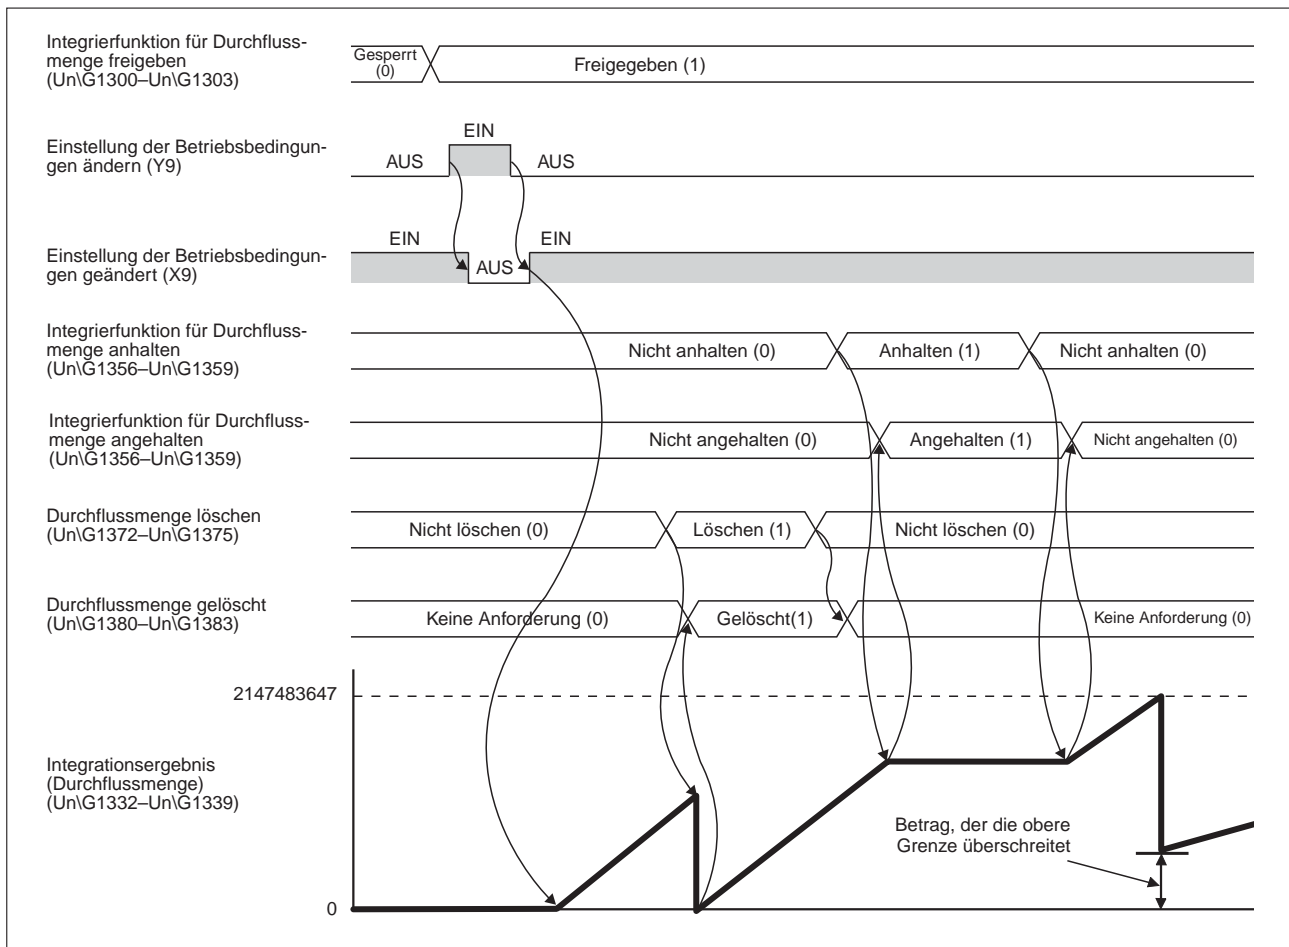 Integrierfunktion für Durchfluss-
menge freigeben
(Un\G1300–Un\G1303)
Gesperrt
(0)
Freigegeben (1)
Einstellung der Betriebsbedingun-
gen ändern (Y9)
AUS
EIN
AUS
Einstellung der Betriebsbedingun-
gen geändert (X9)
EIN
AUS
EIN
Integrierfunktion für Durchfluss-
menge anhalten
(Un\G1356–Un\G1359)
Nicht anhalten (0)
Anhalten (1)
Nicht anhalten (0)
Integrierfunktion für Durchfluss-
menge angehalten
(Un\G1356–Un\G1359)
Nicht angehalten (0)
Angehalten (1)
Nicht angehalten (0)
Durchflussmenge löschen
(Un\G1372–Un\G1375)
Nicht löschen (0)
Löschen (1)
Nicht löschen (0)
Durchflussmenge gelöscht
(Un\G1380–Un\G1383)
Keine Anforderung (0)
Gelöscht(1)
Keine Anforderung (0)
2147483647
Integrationsergebnis
(Durchflussmenge)
(Un\G1332–Un\G1339)
Betrag, der die obere
Grenze überschreitet
0